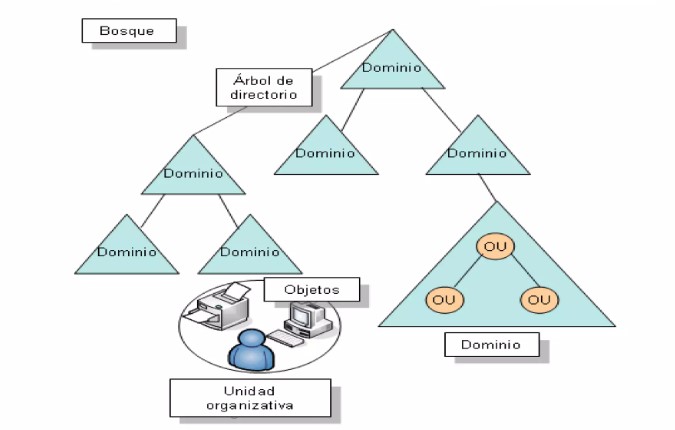 Bosque
Dominio
Árbol de
directorio
Dominio
Dominio
Dominio
Dominio
Dominio
OU
OU
OU
Objetos
Dominio
Unidad
organizativa